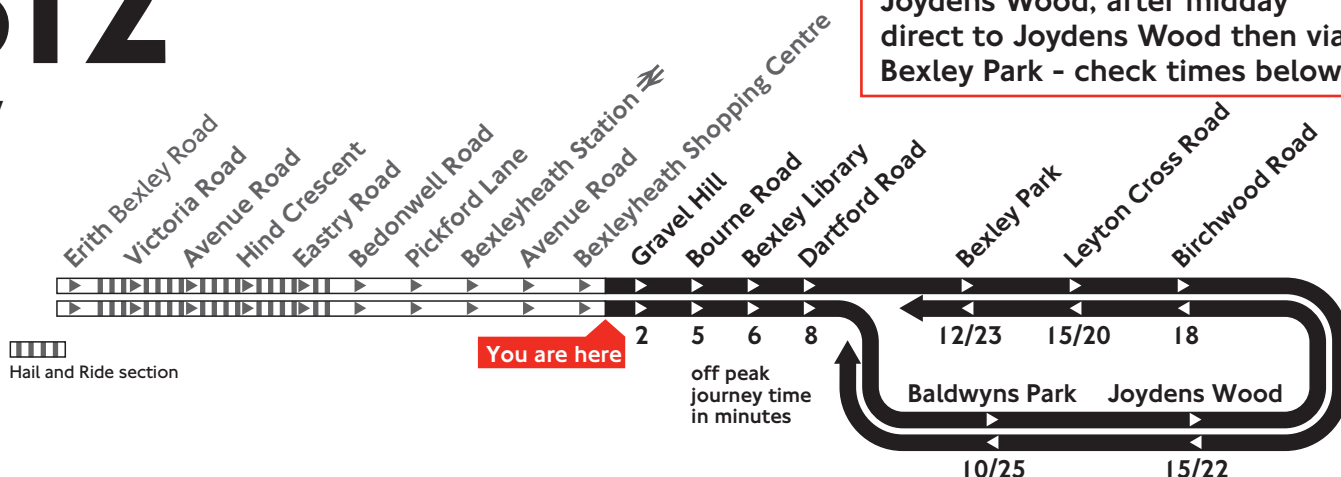 Joydens Wood, after midday
direct to Joydens Wood then via
Bexley Park - check times below
Erith Bexley Road
Victoria Road
Avenue Road
Hind Crescent
Eastry Road
Bedonwell Road
Pickford Lane
Bexleyheath Station
Avenue Road
Bexleyheath Shopping Centre
Gravel Hill
Bourne Road
Bexley Library
Dartford Road
Bexley Park
Leyton Cross Road
Birchwood Road
2
5
6
8
12/23
15/20
18
You are here
Hail and Ride section
off peak
journey time
in minutes
Baldwyns Park
Joydens Wood
10/25
15/22